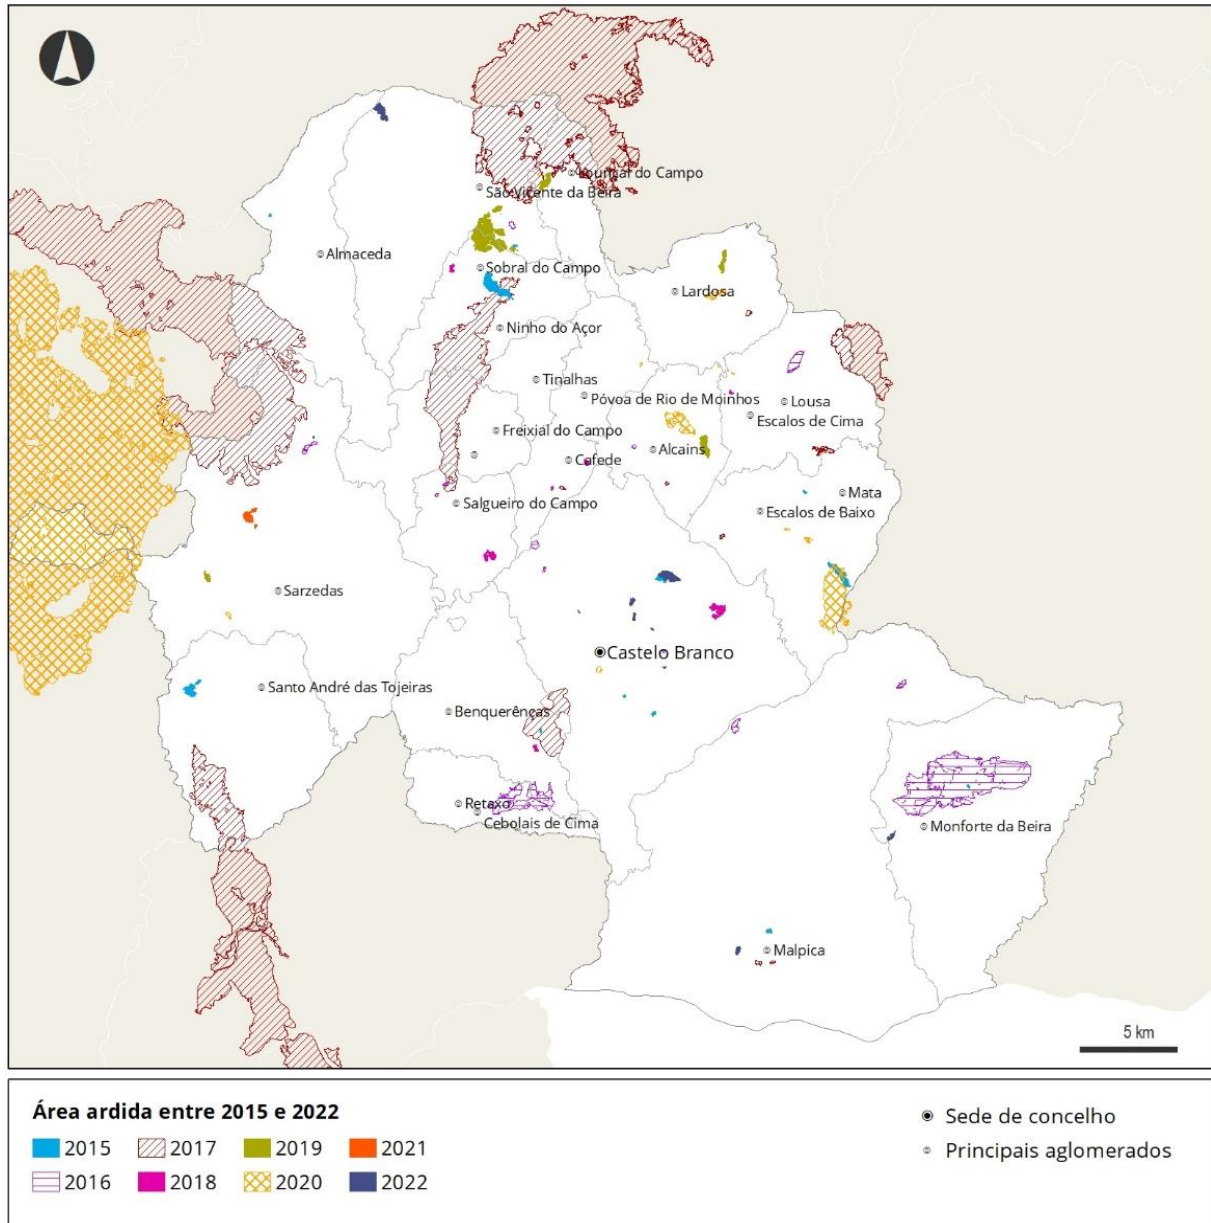 Louriçal do Campo
São Vicente da Beira
Almaceda
Sobral do Campo
Lardosa
Ninho do Açor
Tinalhas
Póvoa de Rio de Moinhos
Lousa
Escalos de Cima
Freixial do Campo
Alcains
Cafede
Mata
Salgueiro do Campo
Escalos de Baixo
Sarzedas
Castelo Branco
Santo André das Tojeiras
Benquerênças
Retaxo
Cebolais de Cima
Monforte da Beira
Malpica
5 km
Área ardida entre 2015 e 2022
2015 2017 2019 2021
2016 2018 2020 2022
Sede de concelho
Principais aglomerados